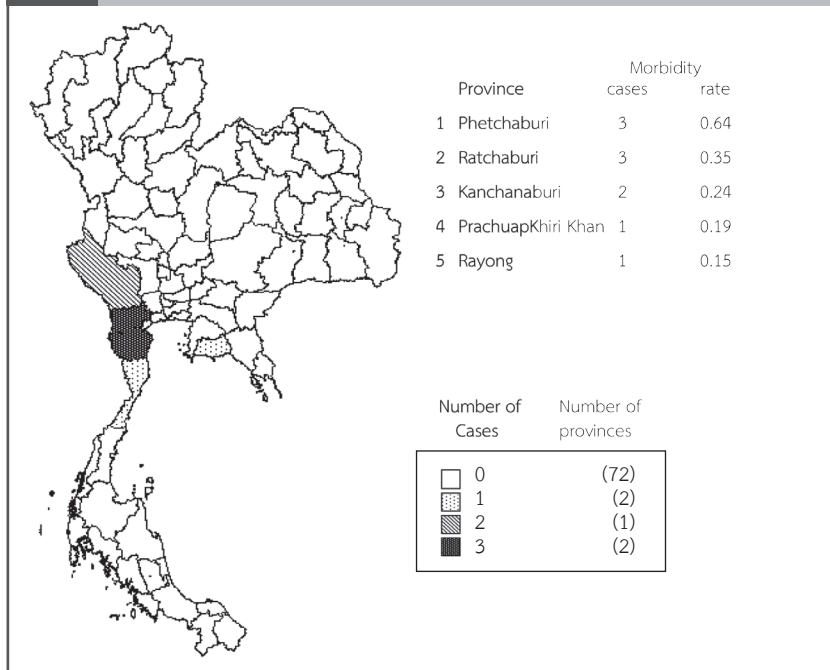 Morbidity
Province cases rate
1 Phetchaburi 3 0.64
2 Ratchaburi 3 0.35
3 Kanchanaburi 2 0.24
4 PrachuapKhiri Khan 1 0.19
5 Rayong 1 0.15
Number of Number of
Cases provinces
0 (72)
1 (2)
2 (1)
3 (2)